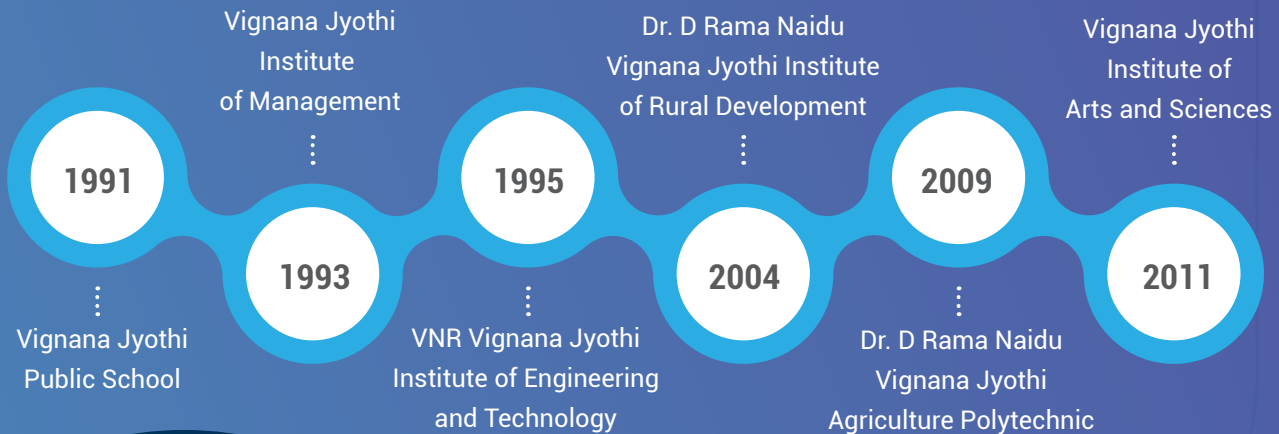 1991
Vignana Jyothi
Public School
Vignana Jyothi
Institute
of Management
1993
1995
VNR Vignana Jyothi
Institute of Engineering
and Technology
Dr. D Rama Naidu
Vignana Jyothi Institute
of Rural Development
2004
2009
Dr. D Rama Naidu
Vignana Jyothi
Agriculture Polytechnic
Vignana Jyothi
Institute of
Arts and Sciences
2011